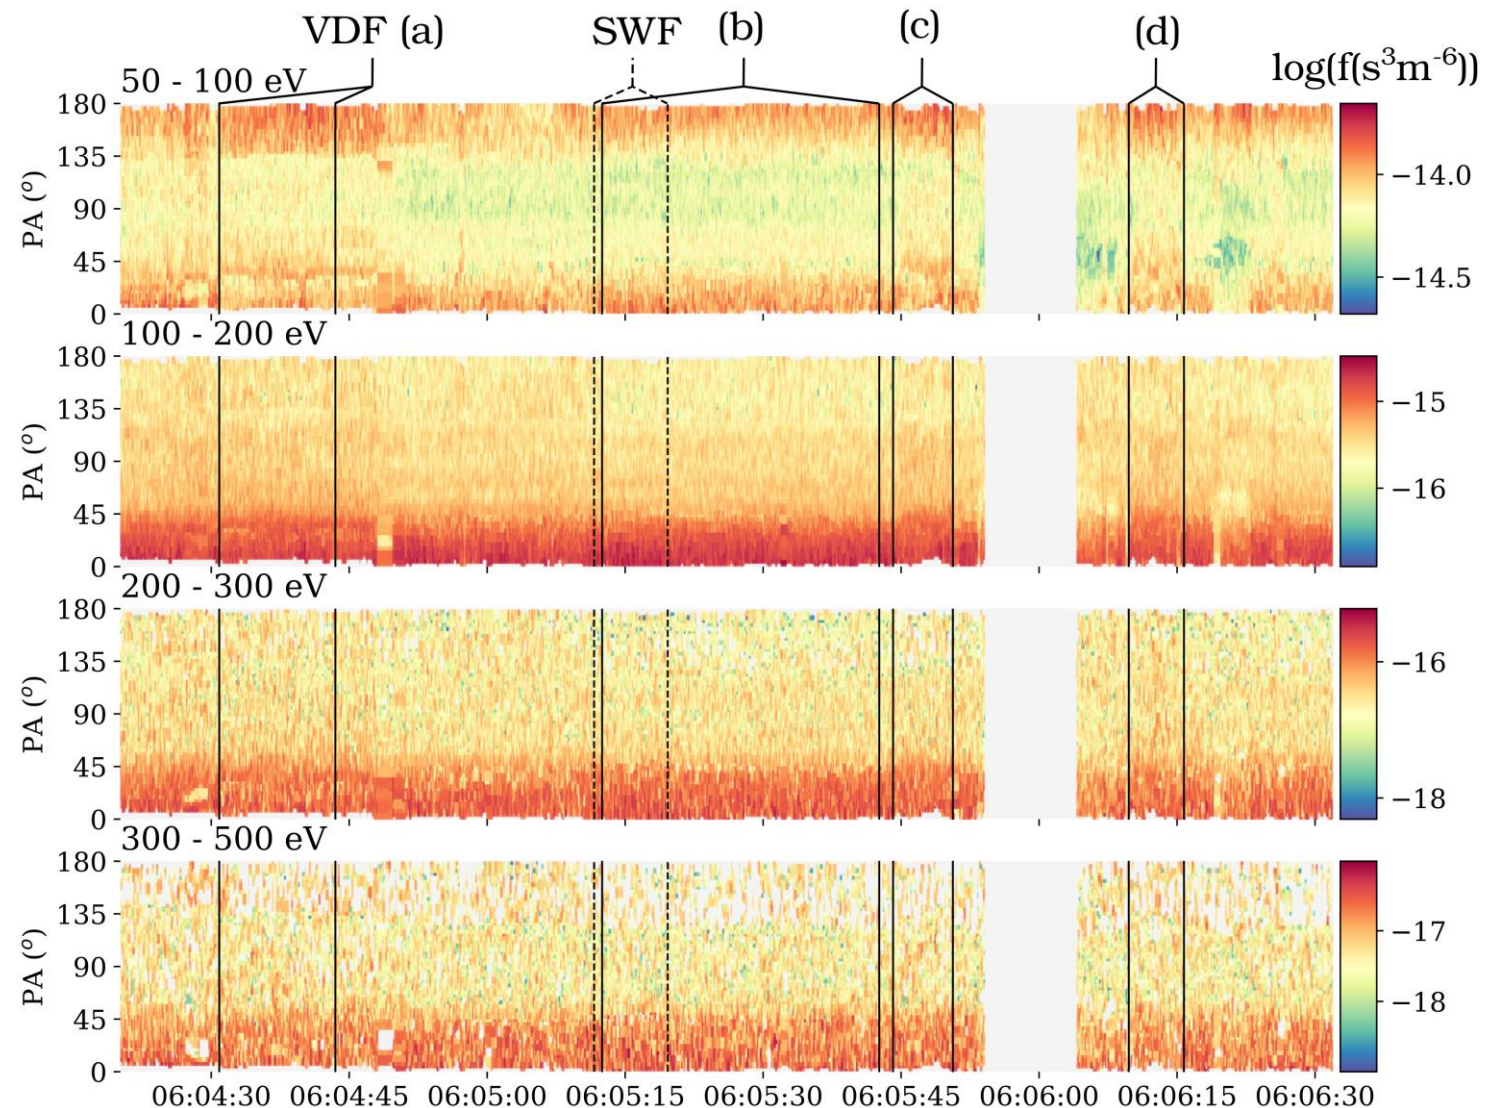 VDF (a) SWF (b) (c) (d)
log(f(s³m⁻⁶))
50 - 100 eV
180
135
90
45
0
PA (°)
−14.0
−14.5
100 - 200 eV
180
135
90
45
0
PA (°)
−15
−16
200 - 300 eV
180
135
90
45
0
PA (°)
−16
−18
300 - 500 eV
180
135
90
45
0
PA (°)
−17
−18
06:04:30 06:04:45 06:05:00 06:05:15 06:05:30 06:05:45 06:06:00 06:06:15 06:06:30